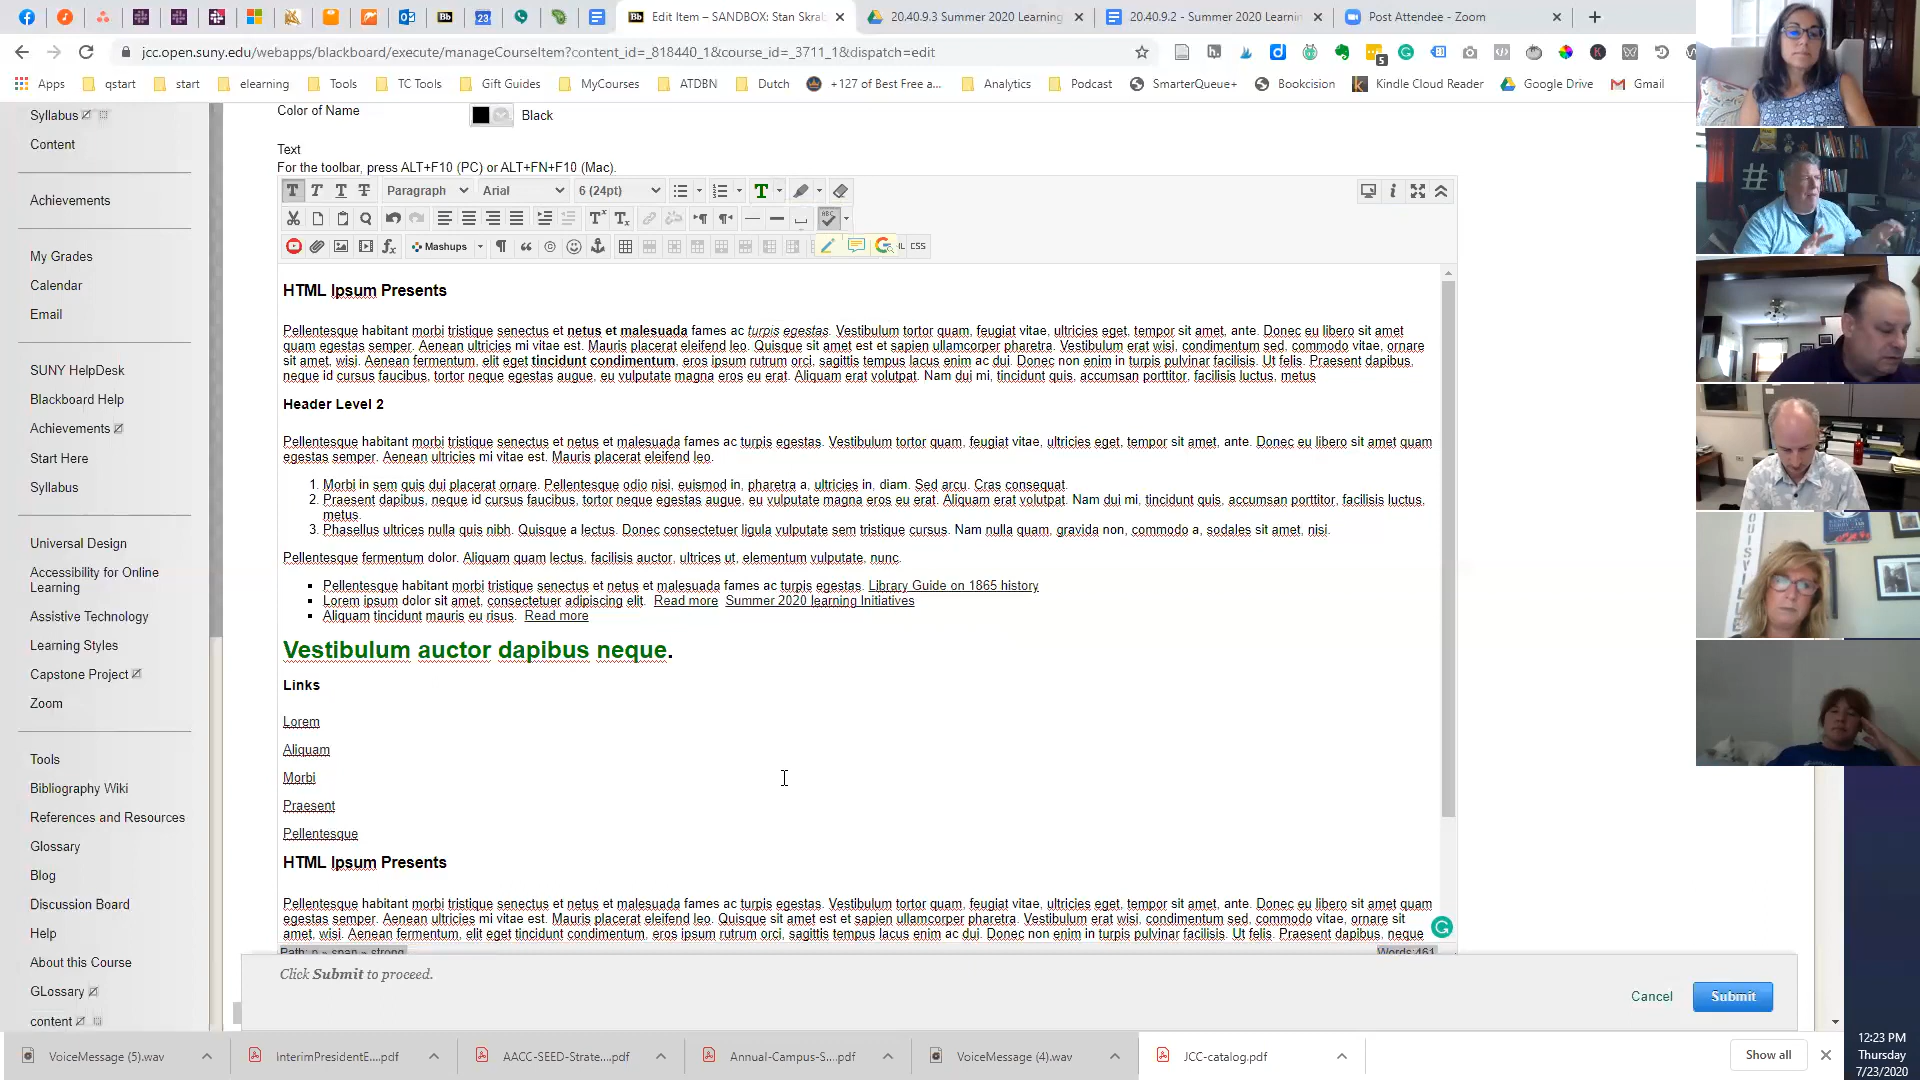 Edit Item – SANDBOX: Stan Skral
20.40.9.3 Summer 2020 Learning
20.40.9.2 - Summer 2020 Learnin
Post Attendee - Zoom
jcc.open.suny.edu/webapps/blackboard/execute/manageCourseItem?content_id=_818440_1&course_id=_3711_1&dispatch=edit
Apps
qstart
start
elearning
Tools
TC Tools
Gift Guides
MyCourses
ATDBN
Dutch
+127 of Best Free a...
Analytics
Podcast
SmarterQueue+
Bookcision
Kindle Cloud Reader
Google Drive
Gmail
Syllabus
Content
Achievements
My Grades
Calendar
Email
SUNY HelpDesk
Blackboard Help
Achievements
Start Here
Syllabus
Universal Design
Accessibility for Online
Learning
Assistive Technology
Learning Styles
Capstone Project
Zoom
Tools
Bibliography Wiki
References and Resources
Glossary
Blog
Discussion Board
Help
About this Course
GLossary
content
Color of Name
Black
Text
For the toolbar, press ALT+F10 (PC) or ALT+FN+F10 (Mac).
Paragraph
Arial
6 (24pt)
Mashups
CSS
HTML Ipsum Presents
Pellentesque habitant morbi tristique senectus et netus et malesuada fames ac turpis egestas. Vestibulum tortor quam, feugiat vitae, ultricies eget, tempor sit amet, ante. Donec eu libero sit amet
quam egestas semper. Aenean ultricies mi vitae est. Mauris placerat eleifend leo. Quisque sit amet est et sapien ullamcorper pharetra. Vestibulum erat wisi, condimentum sed, commodo vitae, ornare
sit amet, wisi. Aenean fermentum, elit eget tincidunt condimentum, eros ipsum rutrum orci, sagittis tempus lacus enim ac dui. Donec non enim in turpis pulvinar facilisis. Ut felis. Praesent dapibus,
neque id cursus faucibus, tortor neque egestas augue, eu vulputate magna eros eu erat. Aliquam erat volutpat. Nam dui mi, tincidunt quis, accumsan porttitor, facilisis luctus, metus
Header Level 2
Pellentesque habitant morbi tristique senectus et netus et malesuada fames ac turpis egestas. Vestibulum tortor quam, feugiat vitae, ultricies eget, tempor sit amet, ante. Donec eu libero sit amet quam
egestas semper. Aenean ultricies mi vitae est. Mauris placerat eleifend leo.
1. Morbi in sem quis dui placerat ornare. Pellentesque odio nisi, euismod in, pharetra a, ultricies in, diam. Sed arcu. Cras consequat.
2. Praesent dapibus, neque id cursus faucibus, tortor neque egestas augue, eu vulputate magna eros eu erat. Aliquam erat volutpat. Nam dui mi, tincidunt quis, accumsan porttitor, facilisis luctus,
metus.
3. Phasellus ultrices nulla quis nibh. Quisque a lectus. Donec consectetuer ligula vulputate sem tristique cursus. Nam nulla quam, gravida non, commodo a, sodales sit amet, nisi.
Pellentesque fermentum dolor. Aliquam quam lectus, facilisis auctor, ultrices ut, elementum vulputate, nunc.
Pellentesque habitant morbi tristique senectus et netus et malesuada fames ac turpis egestas. Library Guide on 1865 history
Lorem ipsum dolor sit amet, consectetuer adipiscing elit. Read more Summer 2020 learning Initiatives
Aliquam tincidunt mauris eu risus. Read more
Vestibulum auctor dapibus neque.
Links
Lorem
Aliquam
Morbi
Praesent
Pellentesque
HTML Ipsum Presents
Pellentesque habitant morbi tristique senectus et netus et malesuada fames ac turpis egestas. Vestibulum tortor quam, feugiat vitae, ultricies eget, tempor sit amet, ante. Donec eu libero sit amet quam
egestas semper. Aenean ultricies mi vitae est. Mauris placerat eleifend leo. Quisque sit amet est et sapien ullamcorper pharetra. Vestibulum erat wisi, condimentum sed, commodo vitae, ornare sit
amet, wisi. Aenean fermentum, elit eget tincidunt condimentum, eros ipsum rutrum orci, sagittis tempus lacus enim ac dui. Donec non enim in turpis pulvinar facilisis. Ut felis. Praesent dapibus, neque
Path: p » span » strong
Words:461
Click Submit to proceed.
Cancel
Submit
VoiceMessage (5).wav
InterimPresidentE....pdf
AACC-SEED-Strate....pdf
Annual-Campus-S....pdf
VoiceMessage (4).wav
JCC-catalog.pdf
Show all
12:23 PM
Thursday
7/23/2020